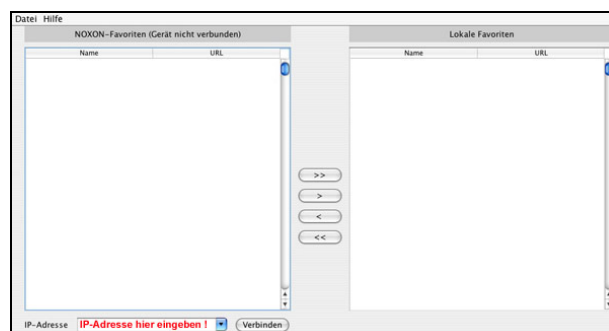 Datei Hilfe
NOXON-Favoriten (Gerät nicht verbunden)
Lokale Favoriten
Name URL
Name URL
>>
>
<
<<
IP-Adresse IP-Adresse hier eingeben ! Verbinden